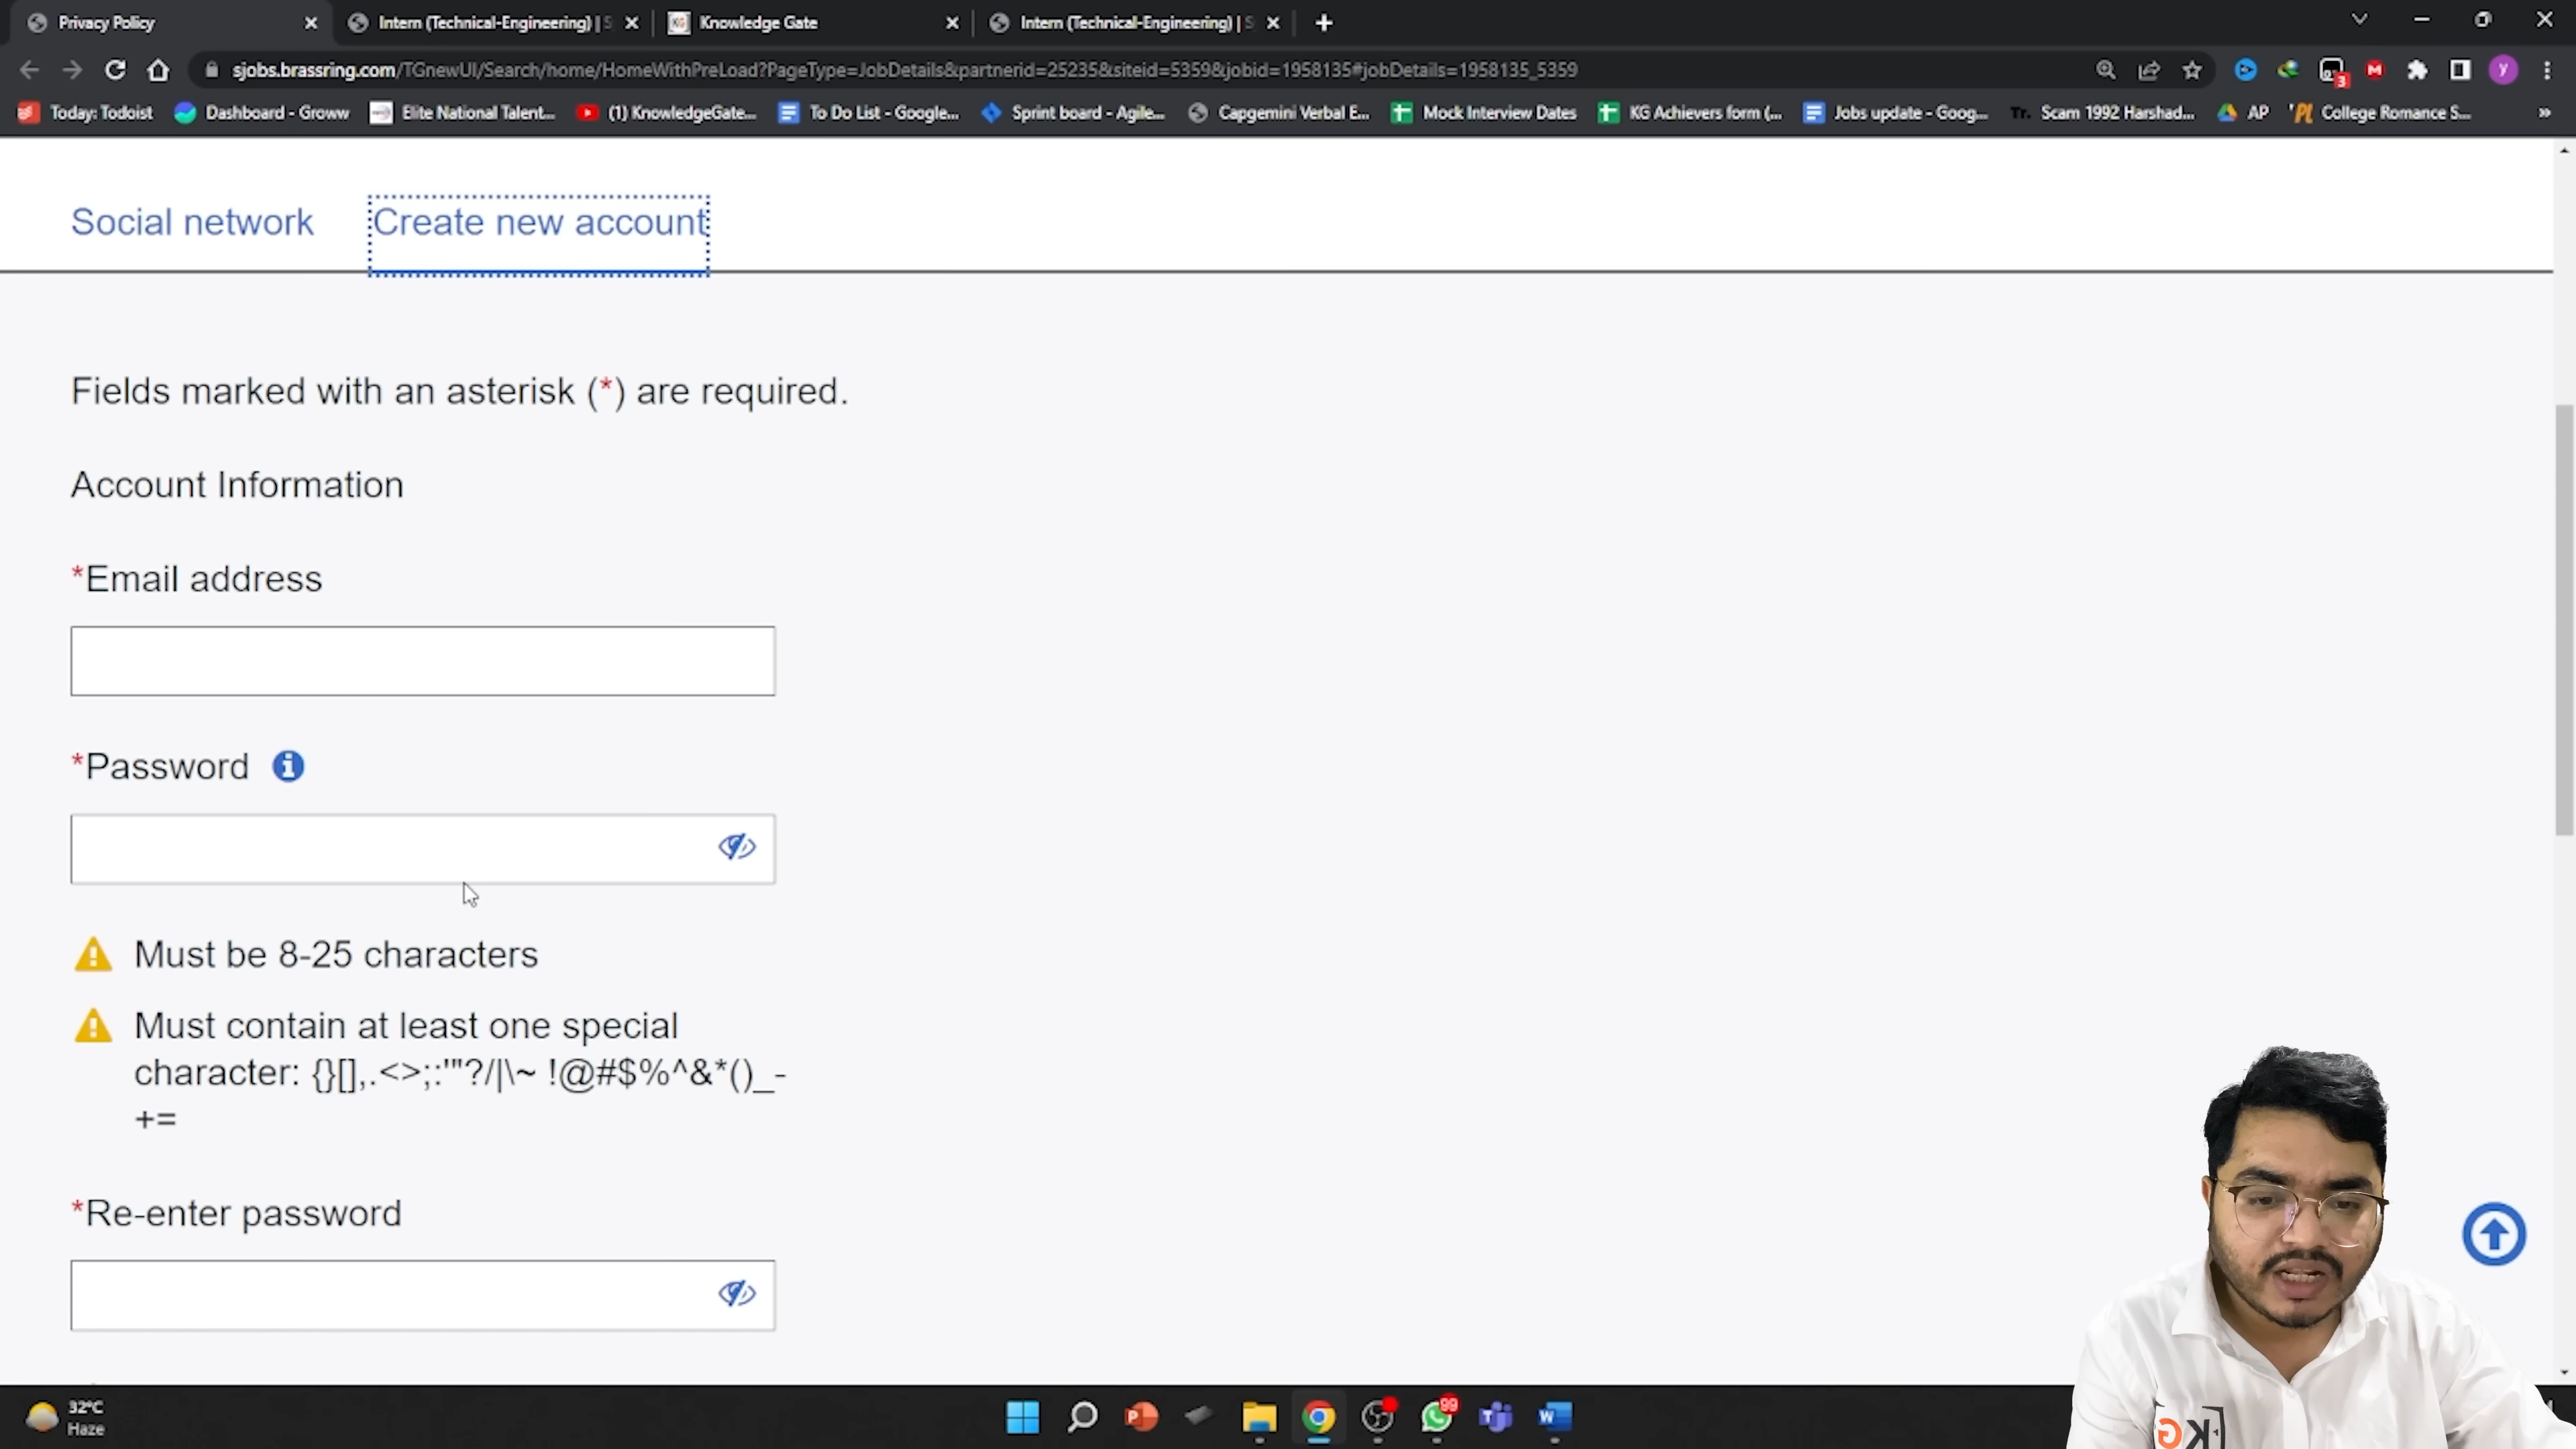 Privacy Policy
Intern (Technical-Engineering) | S
Knowledge Gate
Intern (Technical-Engineering) | S
sjobs.brassring.com/TGnewUI/Search/home/HomeWithPreLoad?PageType=JobDetails&partnerid=25235&siteid=5359&jobid=1958135#jobDetails=1958135_5359
3
M
y
Today: Todoist
Dashboard - Groww
Elite National Talent...
(1) KnowledgeGate...
To Do List - Google...
Sprint board - Agile...
Capgemini Verbal E...
Mock Interview Dates
KG Achievers form (...
Jobs update - Goog...
Tr. Scam 1992 Harshad...
AP
College Romance S...
»
Social network
Create new account
Fields marked with an asterisk (*) are required.
Account Information
*Email address
*Password
Must be 8-25 characters
Must contain at least one special
character: {}[],.<>;:'"?/|\~ !@#$%^&*()_-
+=
*Re-enter password
32°C
Haze
99
KG